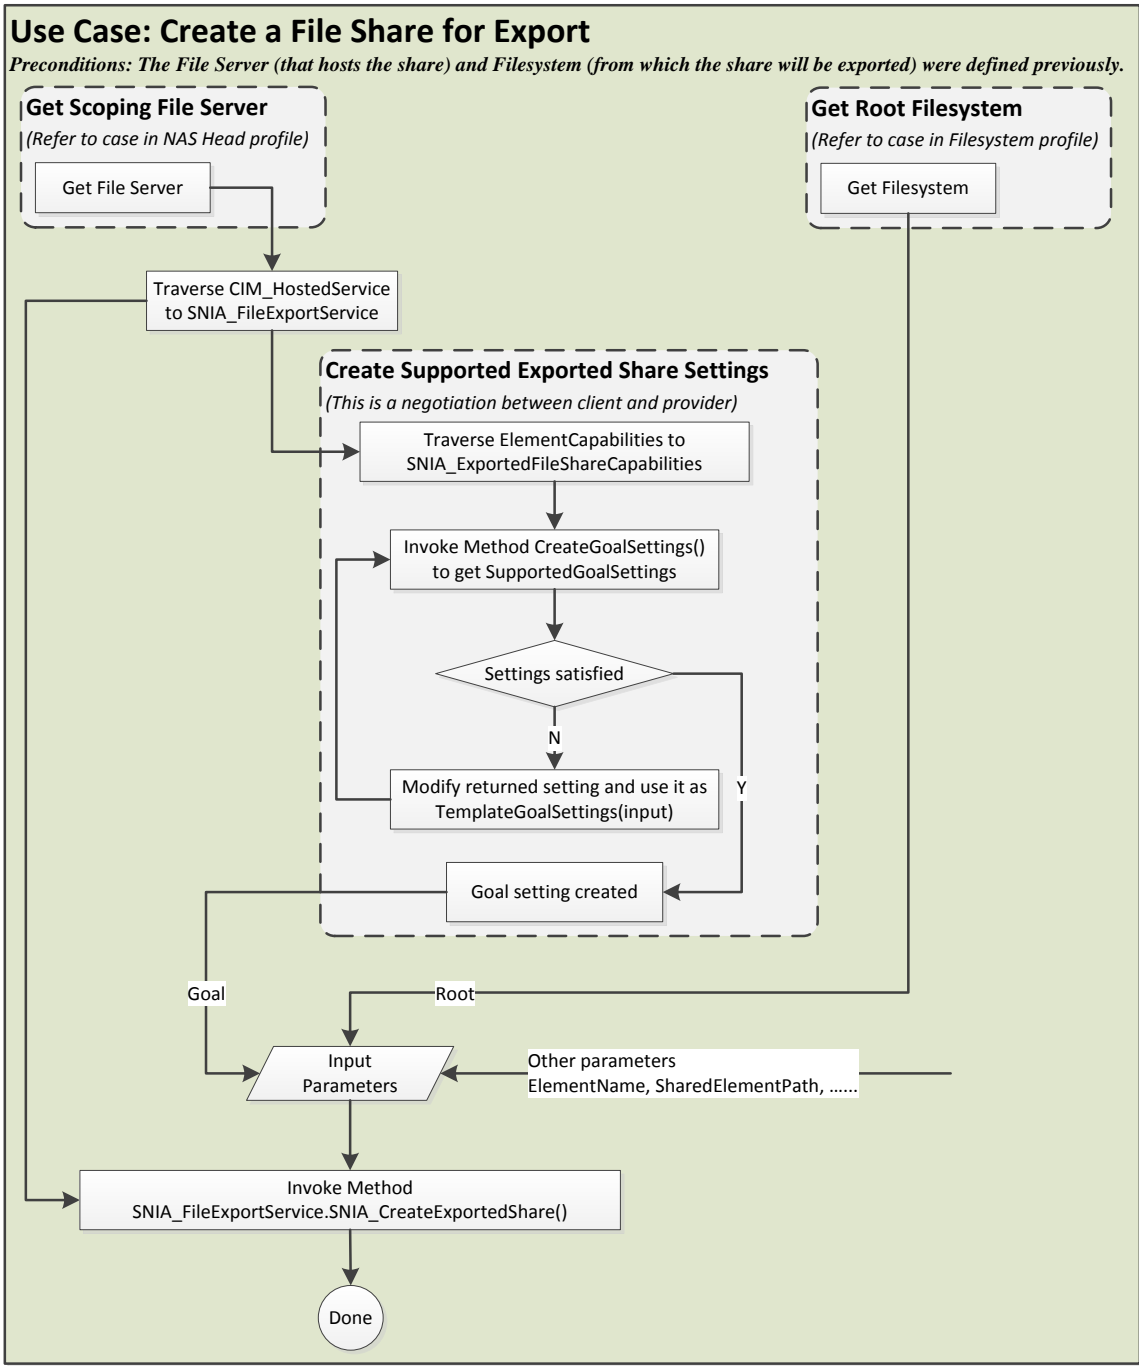 Use Case: Create a File Share for Export
Preconditions: The File Server (that hosts the share) and Filesystem (from which the share will be exported) were defined previously.
Get Scoping File Server
(Refer to case in NAS Head profile)
Get File Server
Get Root Filesystem
(Refer to case in Filesystem profile)
Get Filesystem
Traverse CIM_HostedService
to SNIA_FileExportService
Create Supported Exported Share Settings
(This is a negotiation between client and provider)
Traverse ElementCapabilities to
SNIA_ExportedFileShareCapabilities
Invoke Method CreateGoalSettings()
to get SupportedGoalSettings
Settings satisfied
N
Y
Modify returned setting and use it as
TemplateGoalSettings(input)
Goal setting created
Goal
Root
Input
Parameters
Other parameters
ElementName, SharedElementPath, ......
Invoke Method
SNIA_FileExportService.SNIA_CreateExportedShare()
Done